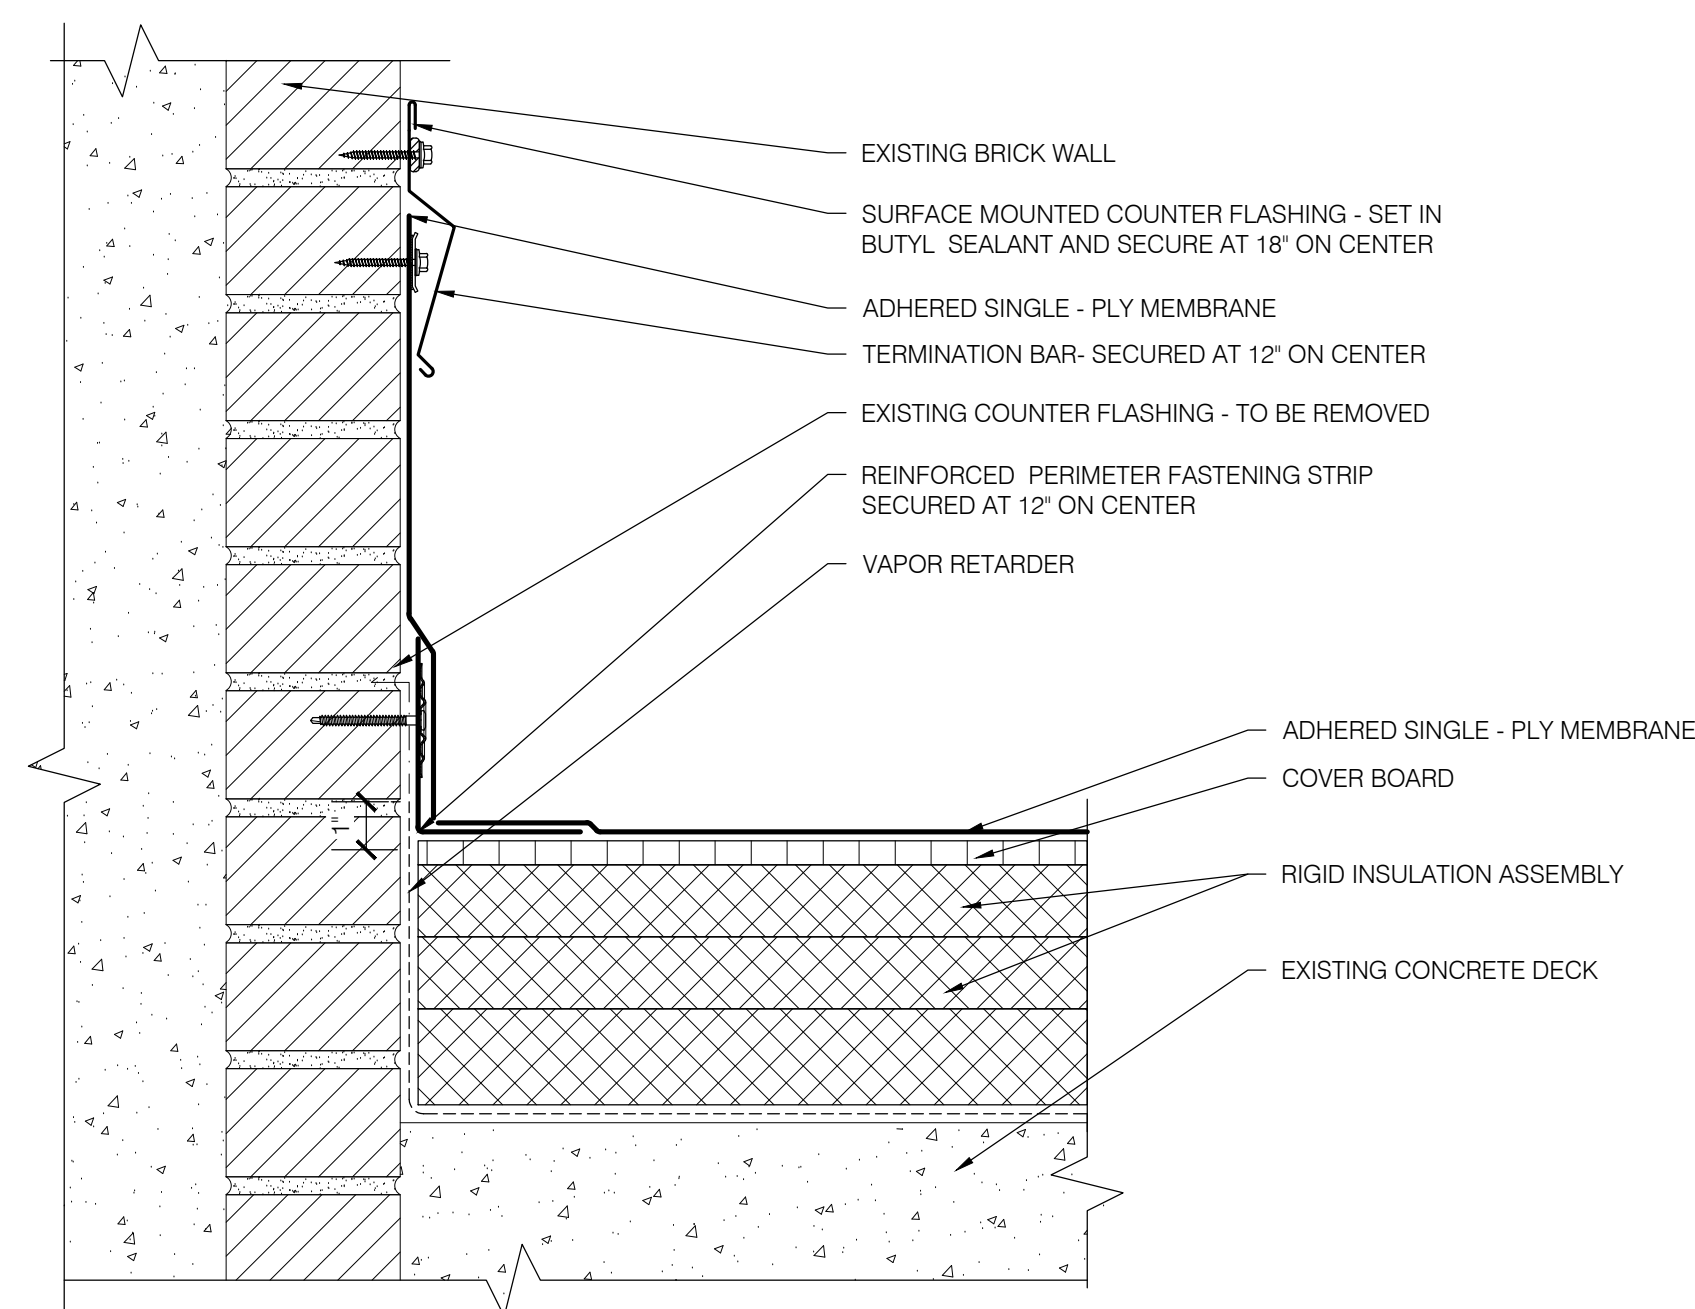 EXISTING BRICK WALL
SURFACE MOUNTED COUNTER FLASHING - SET IN
BUTYL SEALANT AND SECURE AT 18" ON CENTER
ADHERED SINGLE - PLY MEMBRANE
TERMINATION BAR- SECURED AT 12" ON CENTER
EXISTING COUNTER FLASHING - TO BE REMOVED
REINFORCED PERIMETER FASTENING STRIP
SECURED AT 12" ON CENTER
VAPOR RETARDER
ADHERED SINGLE - PLY MEMBRANE
COVER BOARD
1"
RIGID INSULATION ASSEMBLY
EXISTING CONCRETE DECK